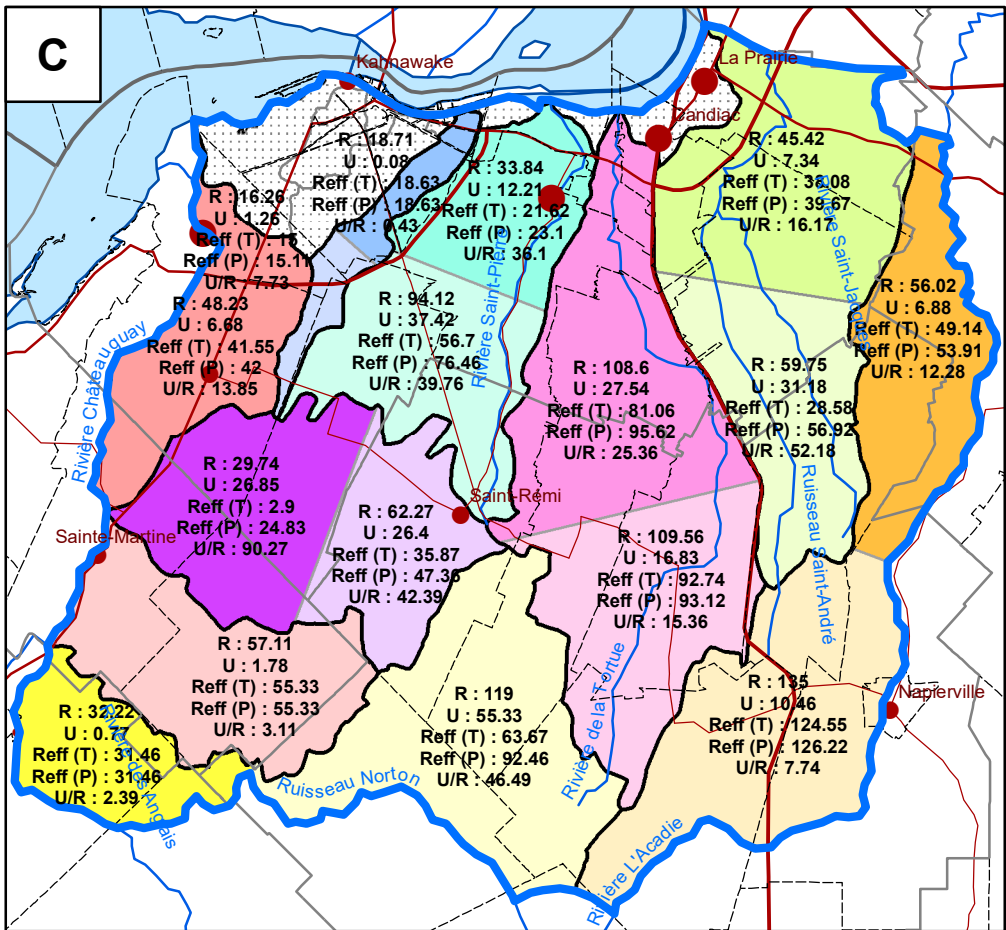 C
Kahnawake
La Prairie
Candiac
R : 18.71
U : 0.08
Reff (T) : 18.63
Reff (P) : 18.63
U/R : 0.43
R : 33.84
U : 12.21
Reff (T) : 21.62
Reff (P) : 23.1
U/R : 36.1
R : 45.42
U : 7.34
Reff (T) : 38.08
Reff (P) : 39.67
U/R : 16.17
R : 16.26
U : 1.26
Reff (T) : 15
Reff (P) : 15.11
U/R : 7.73
R : 48.23
U : 6.68
Reff (T) : 41.55
Reff (P) : 42
U/R : 13.85
R : 94.12
U : 37.42
Reff (T) : 56.7
Reff (P) : 76.46
U/R : 39.76
Rivière Saint-Pierre
Rivière Saint-Jacques
R : 56.02
U : 6.88
Reff (T) : 49.14
Reff (P) : 53.91
U/R : 12.28
Rivière Châteauguay
R : 108.6
U : 27.54
Reff (T) : 81.06
Reff (P) : 95.62
U/R : 25.36
R : 59.75
U : 31.18
Reff (T) : 28.58
Reff (P) : 56.92
U/R : 52.18
R : 29.74
U : 26.85
Reff (T) : 2.9
Reff (P) : 24.83
U/R : 90.27
Saint-Rémi
R : 62.27
U : 26.4
Reff (T) : 35.87
Reff (P) : 47.36
U/R : 42.39
Sainte-Martine
R : 109.56
U : 16.83
Reff (T) : 92.74
Reff (P) : 93.12
U/R : 15.36
Ruisseau Saint-André
R : 57.11
U : 1.78
Reff (T) : 55.33
Reff (P) : 55.33
U/R : 3.11
R : 119
U : 55.33
Reff (T) : 63.67
Reff (P) : 92.46
U/R : 46.49
Rivière de la Tortue
R : 135
U : 10.46
Reff (T) : 124.55
Reff (P) : 126.22
U/R : 7.74
Napierville
R : 32.22
U : 0.77
Reff (T) : 31.46
Reff (P) : 31.46
U/R : 2.39
Rivière des Anglais
Ruisseau Norton
Rivière L'Acadie